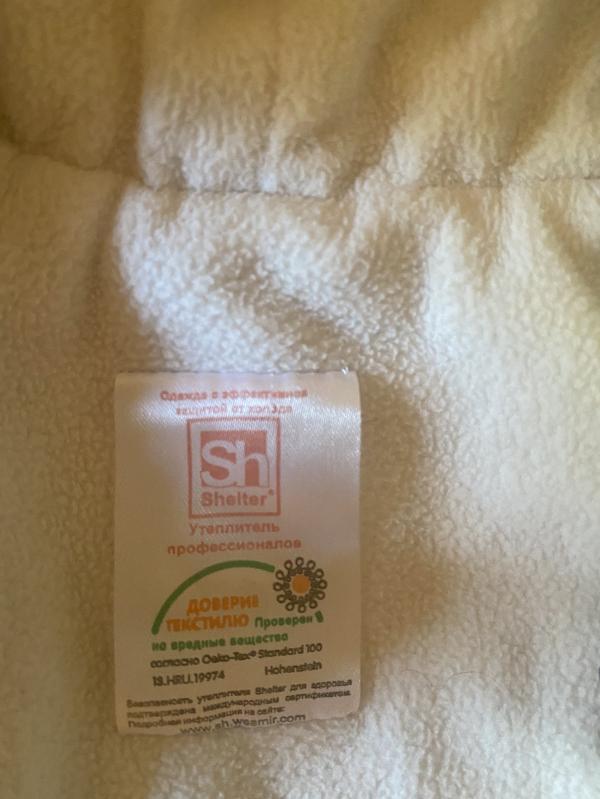 Одежда с эффективной
защитой от холода
Sh
Shelter®
Утеплитель
профессионалов
ДОВЕРИЕ
ТЕКСТИЛЮ Проверен
на вредные вещества
согласно Oeko-Tex® Standard 100
18.HRU.19974 Hohenstein
Безопасность утеплителя Shelter для здоровья
подтверждена международным сертификатом
Подробная информация на сайте:
www.sh.weamir.com